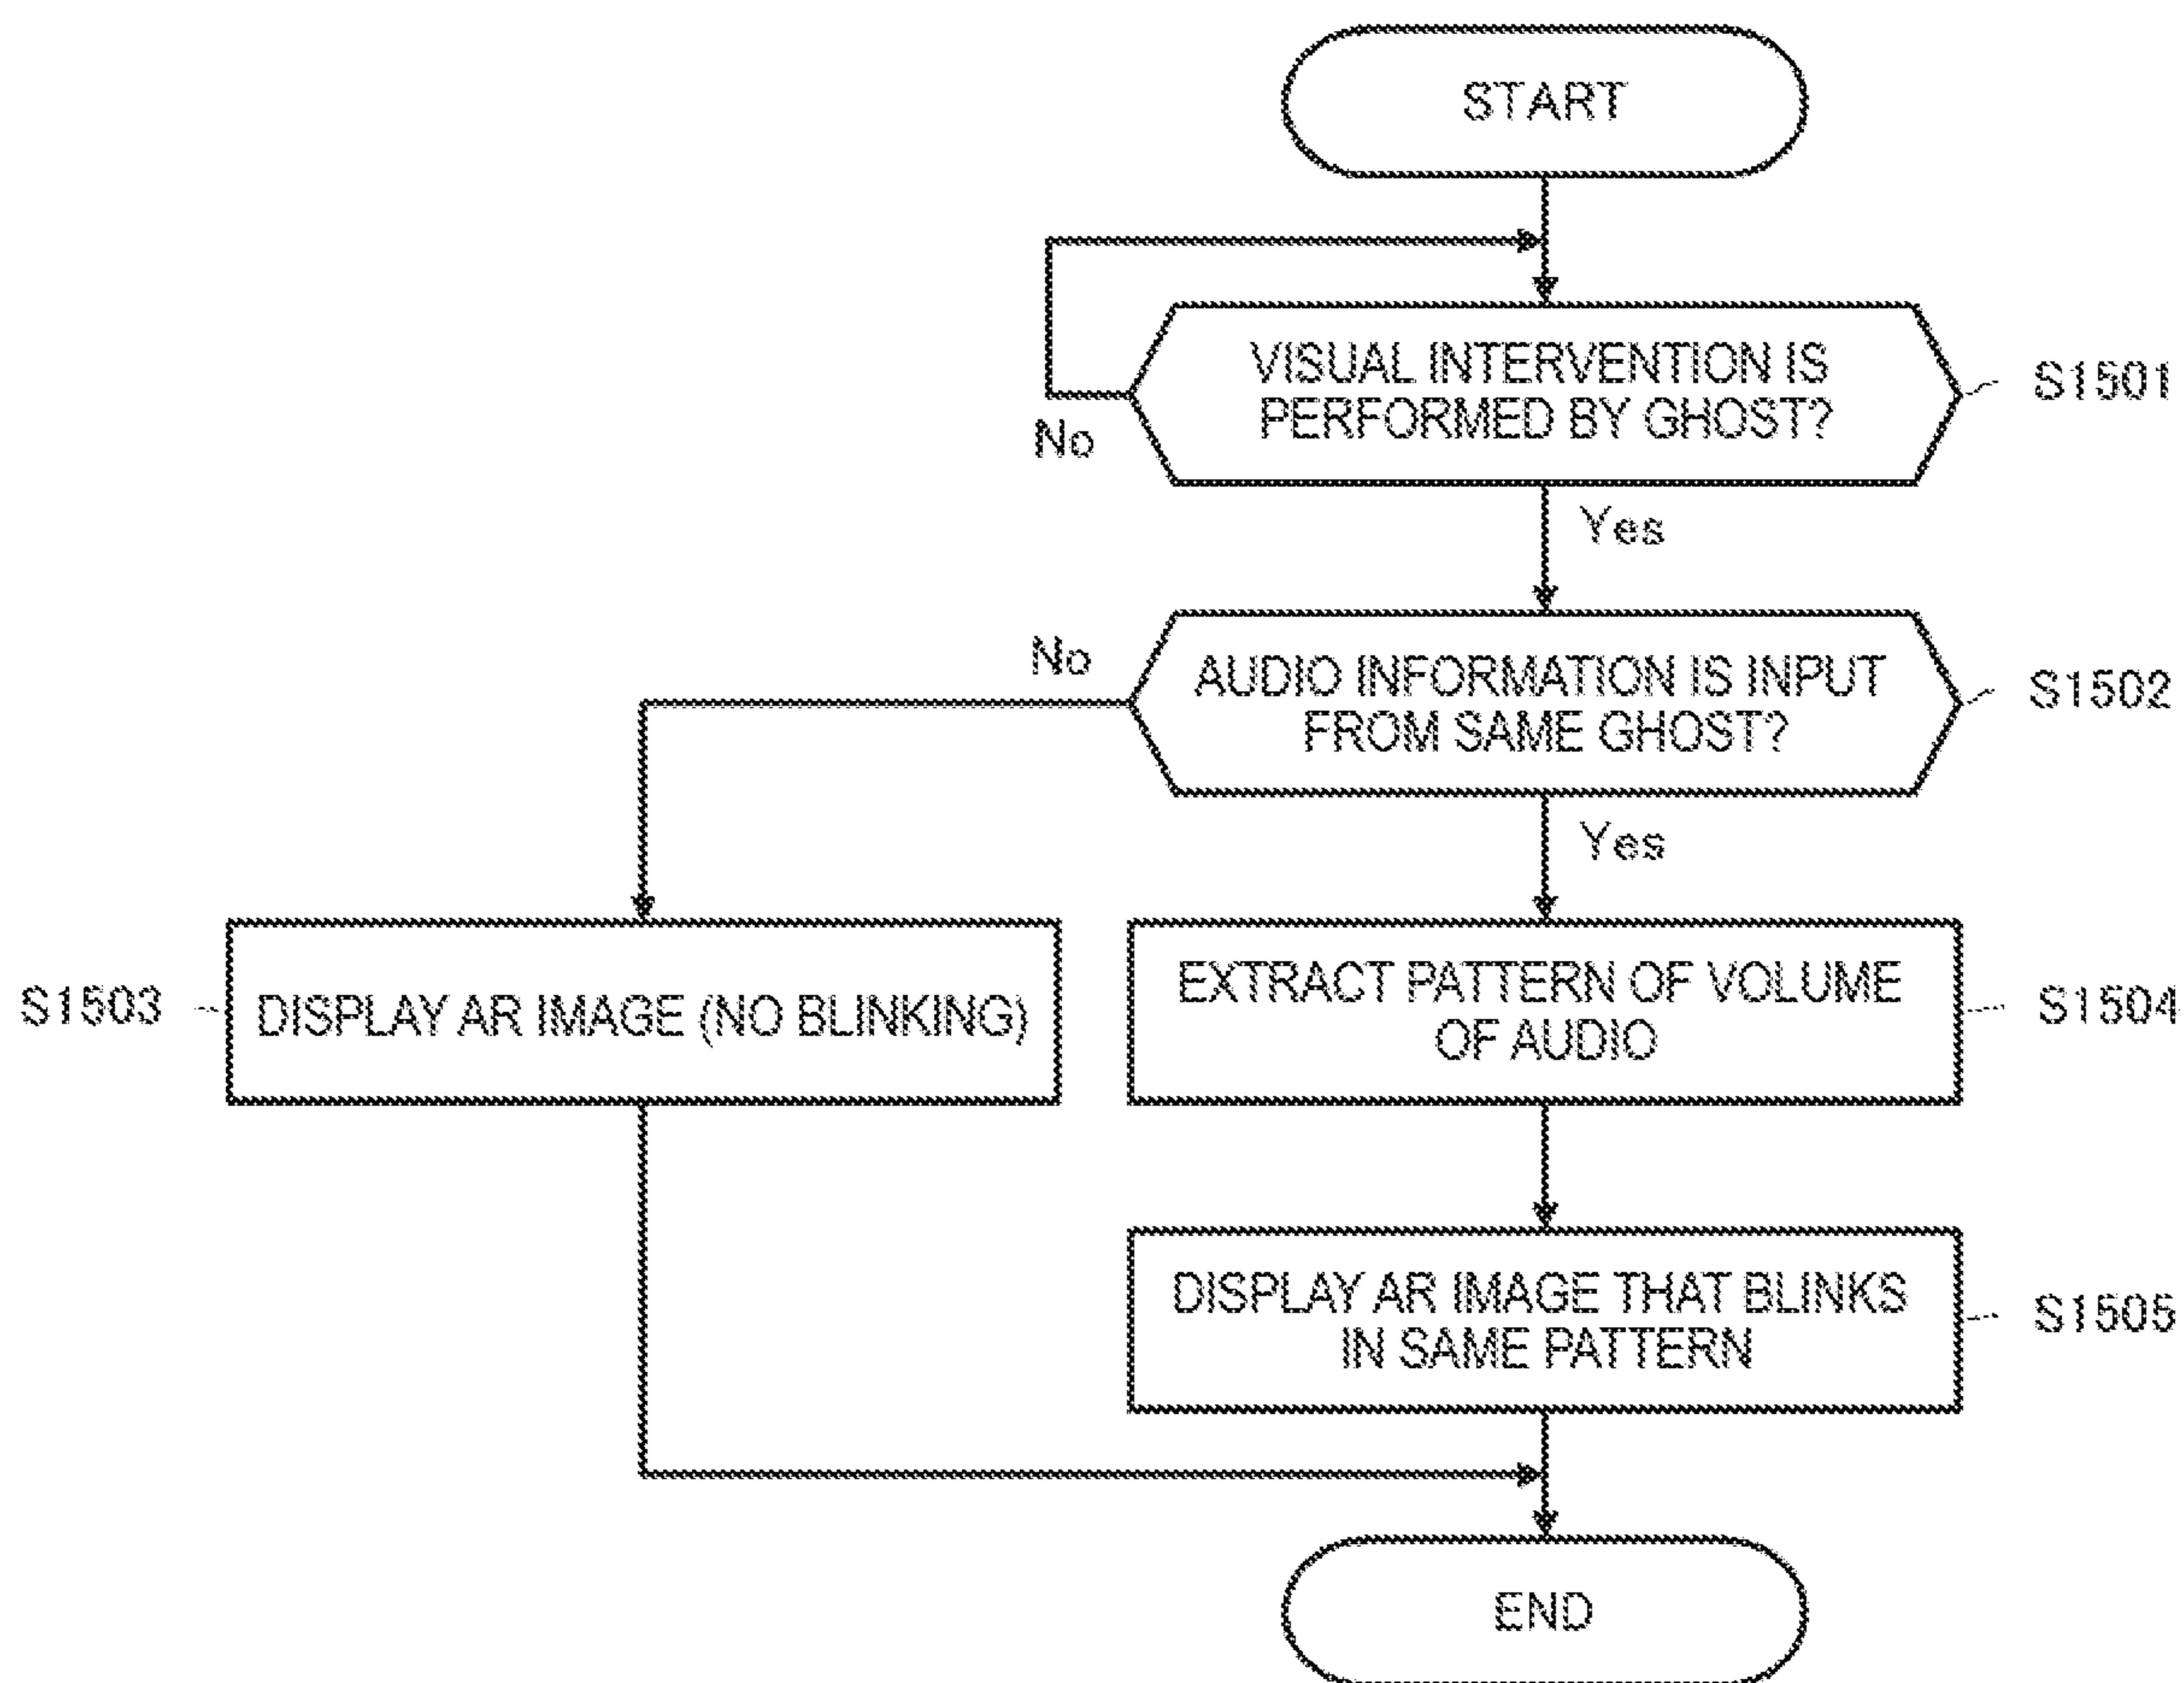 START
VISUAL INTERVENTION IS
PERFORMED BY GHOST?
S1501
No
Yes
No
AUDIO INFORMATION IS INPUT
FROM SAME GHOST?
S1502
Yes
S1503
DISPLAY AR IMAGE (NO BLINKING)
EXTRACT PATTERN OF VOLUME
OF AUDIO
S1504
DISPLAY AR IMAGE THAT BLINKS
IN SAME PATTERN
S1505
END